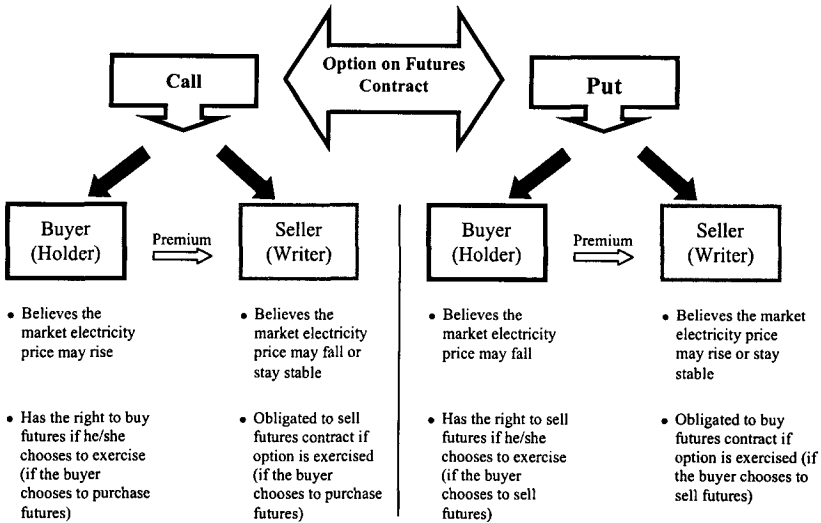 Option on Futures
Contract
Call
Put
Buyer
(Holder)
Premium
Seller
(Writer)
Buyer
(Holder)
Premium
Seller
(Writer)
• Believes the
market electricity
price may rise
• Has the right to buy
futures if he/she
chooses to exercise
(if the buyer
chooses to purchase
futures)
• Believes the
market electricity
price may fall or
stay stable
• Obligated to sell
futures contract if
option is exercised
(if the buyer
chooses to purchase
futures)
• Believes the
market electricity
price may fall
• Has the right to sell
futures if he/she
chooses to exercise
(if the buyer
chooses to sell
futures)
• Believes the market
electricity price
may rise or stay
stable
• Obligated to buy
futures contract if
option is exercised (if
the buyer chooses to
sell futures)